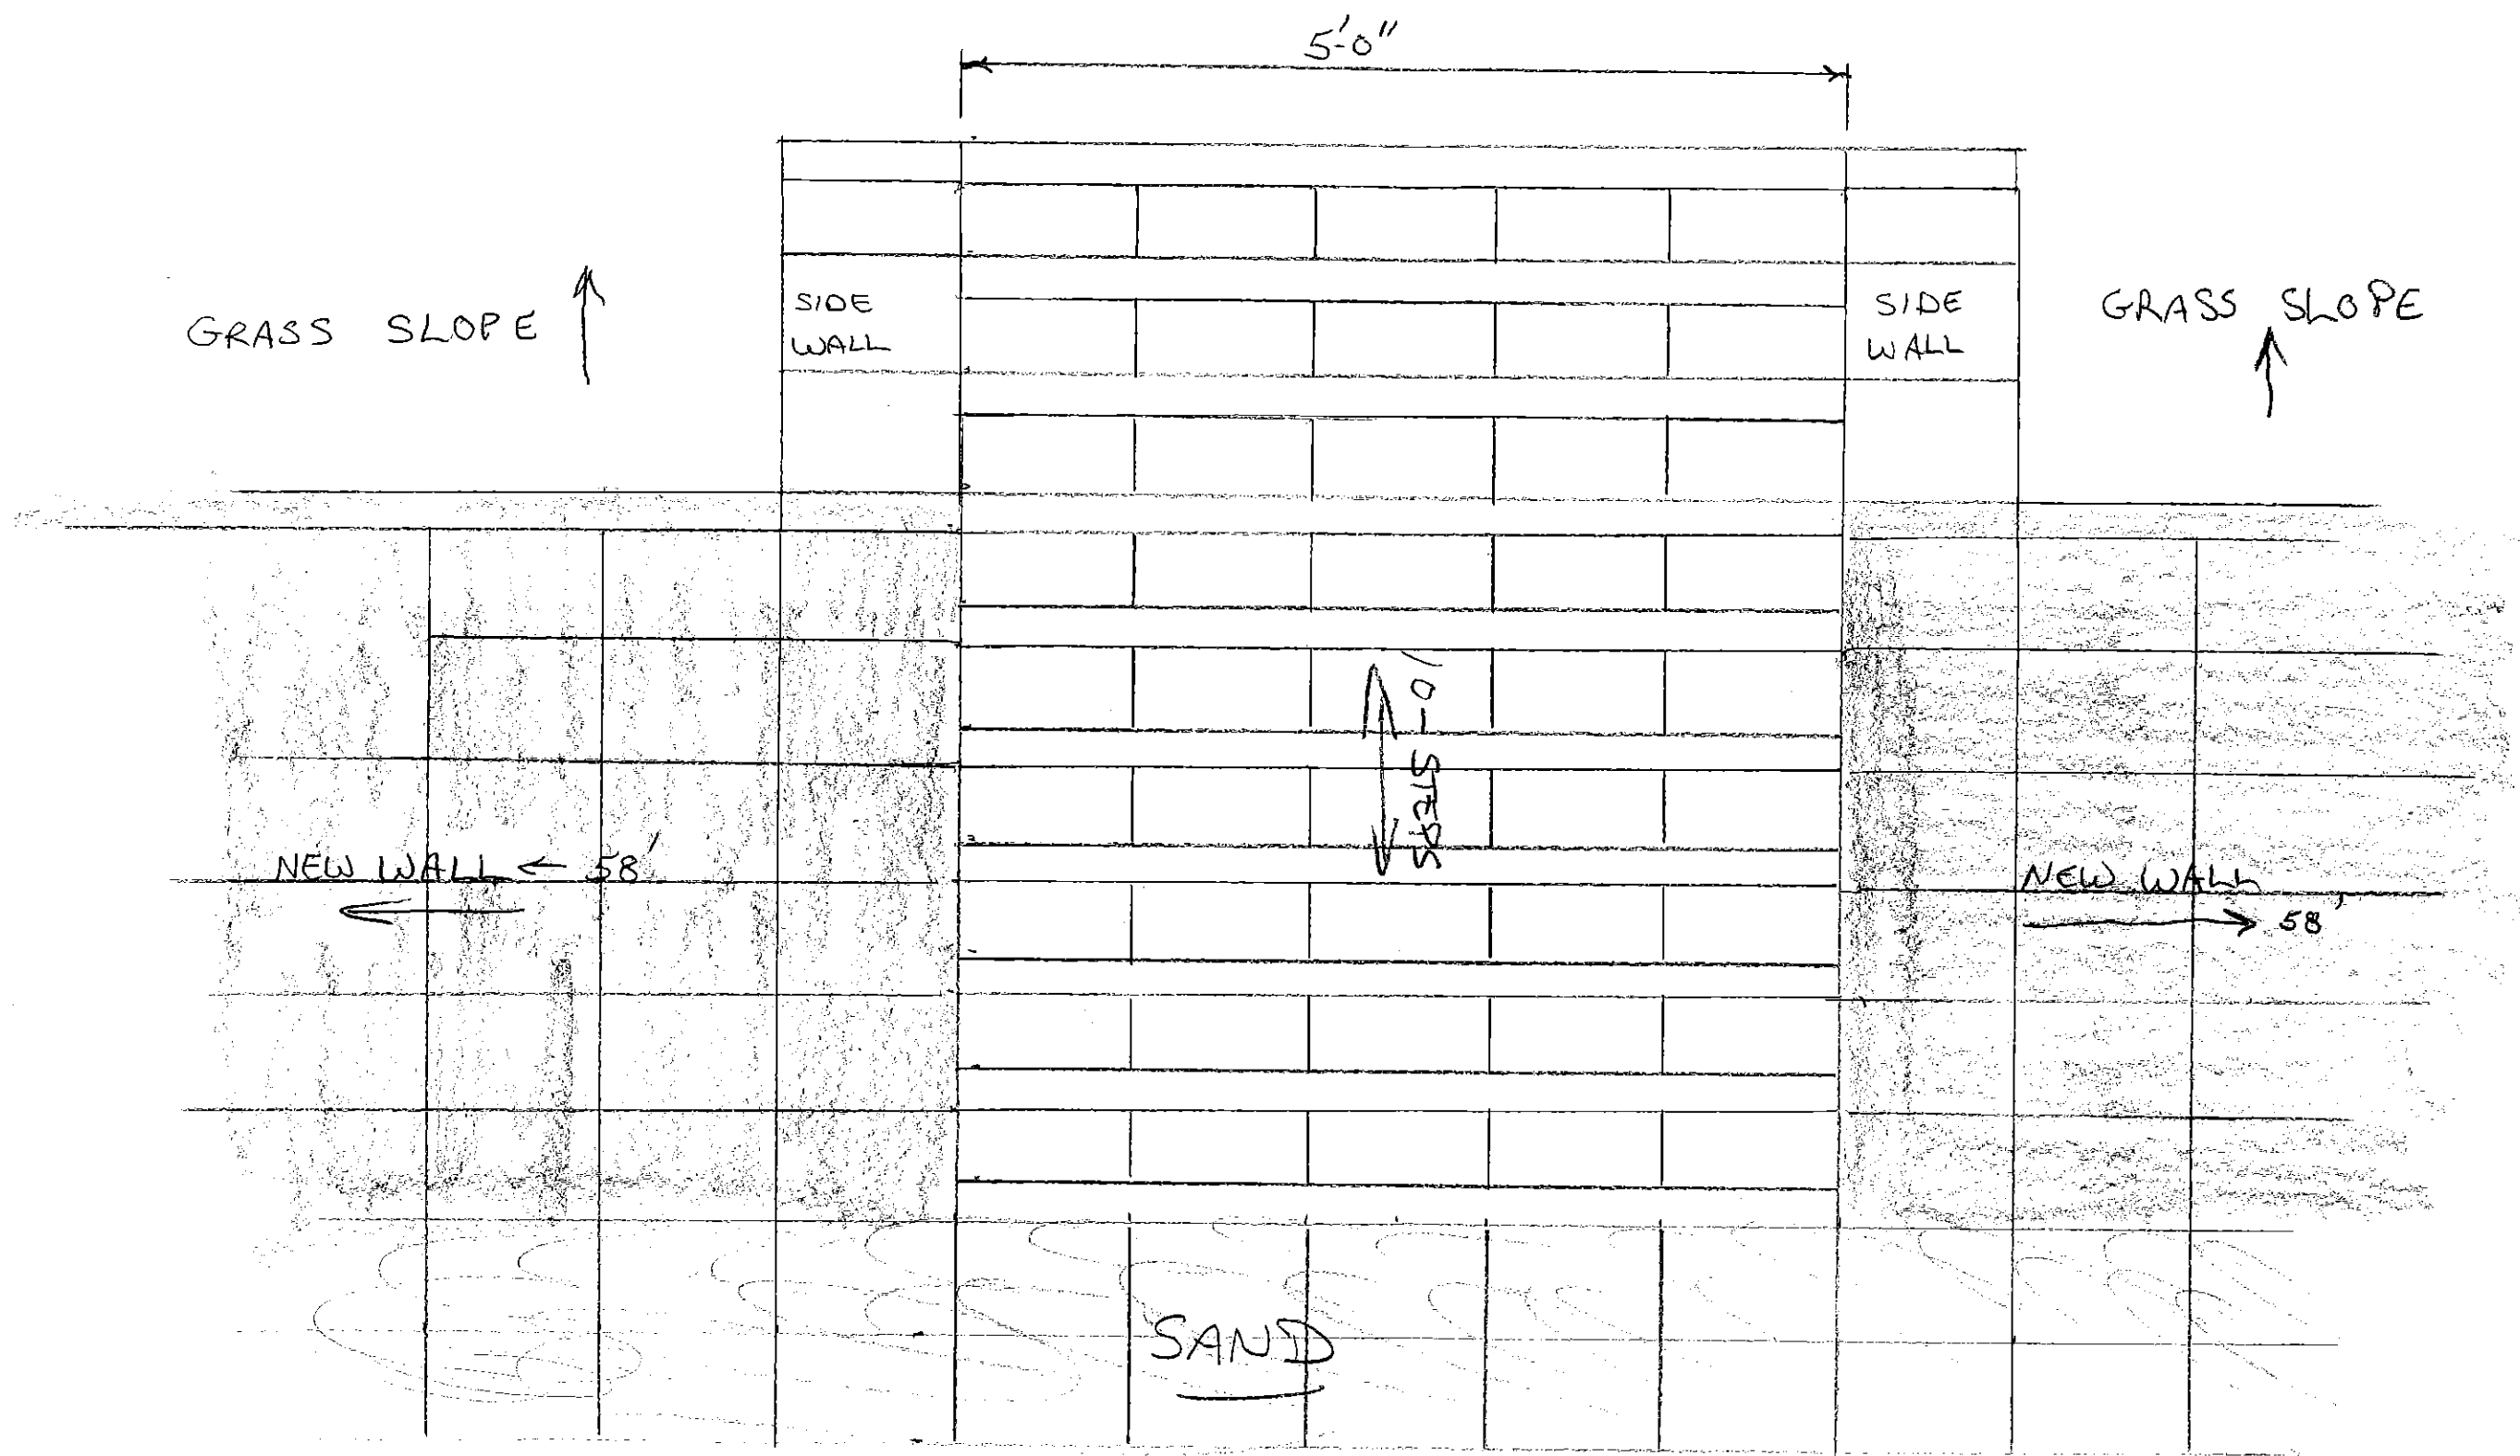 5'-0"
SIDE
WALL
GRASS SLOPE
SIDE
WALL
GRASS SLOPE
10-STEPS
NEW WALL ← 58'
NEW WALL
58'
SAND